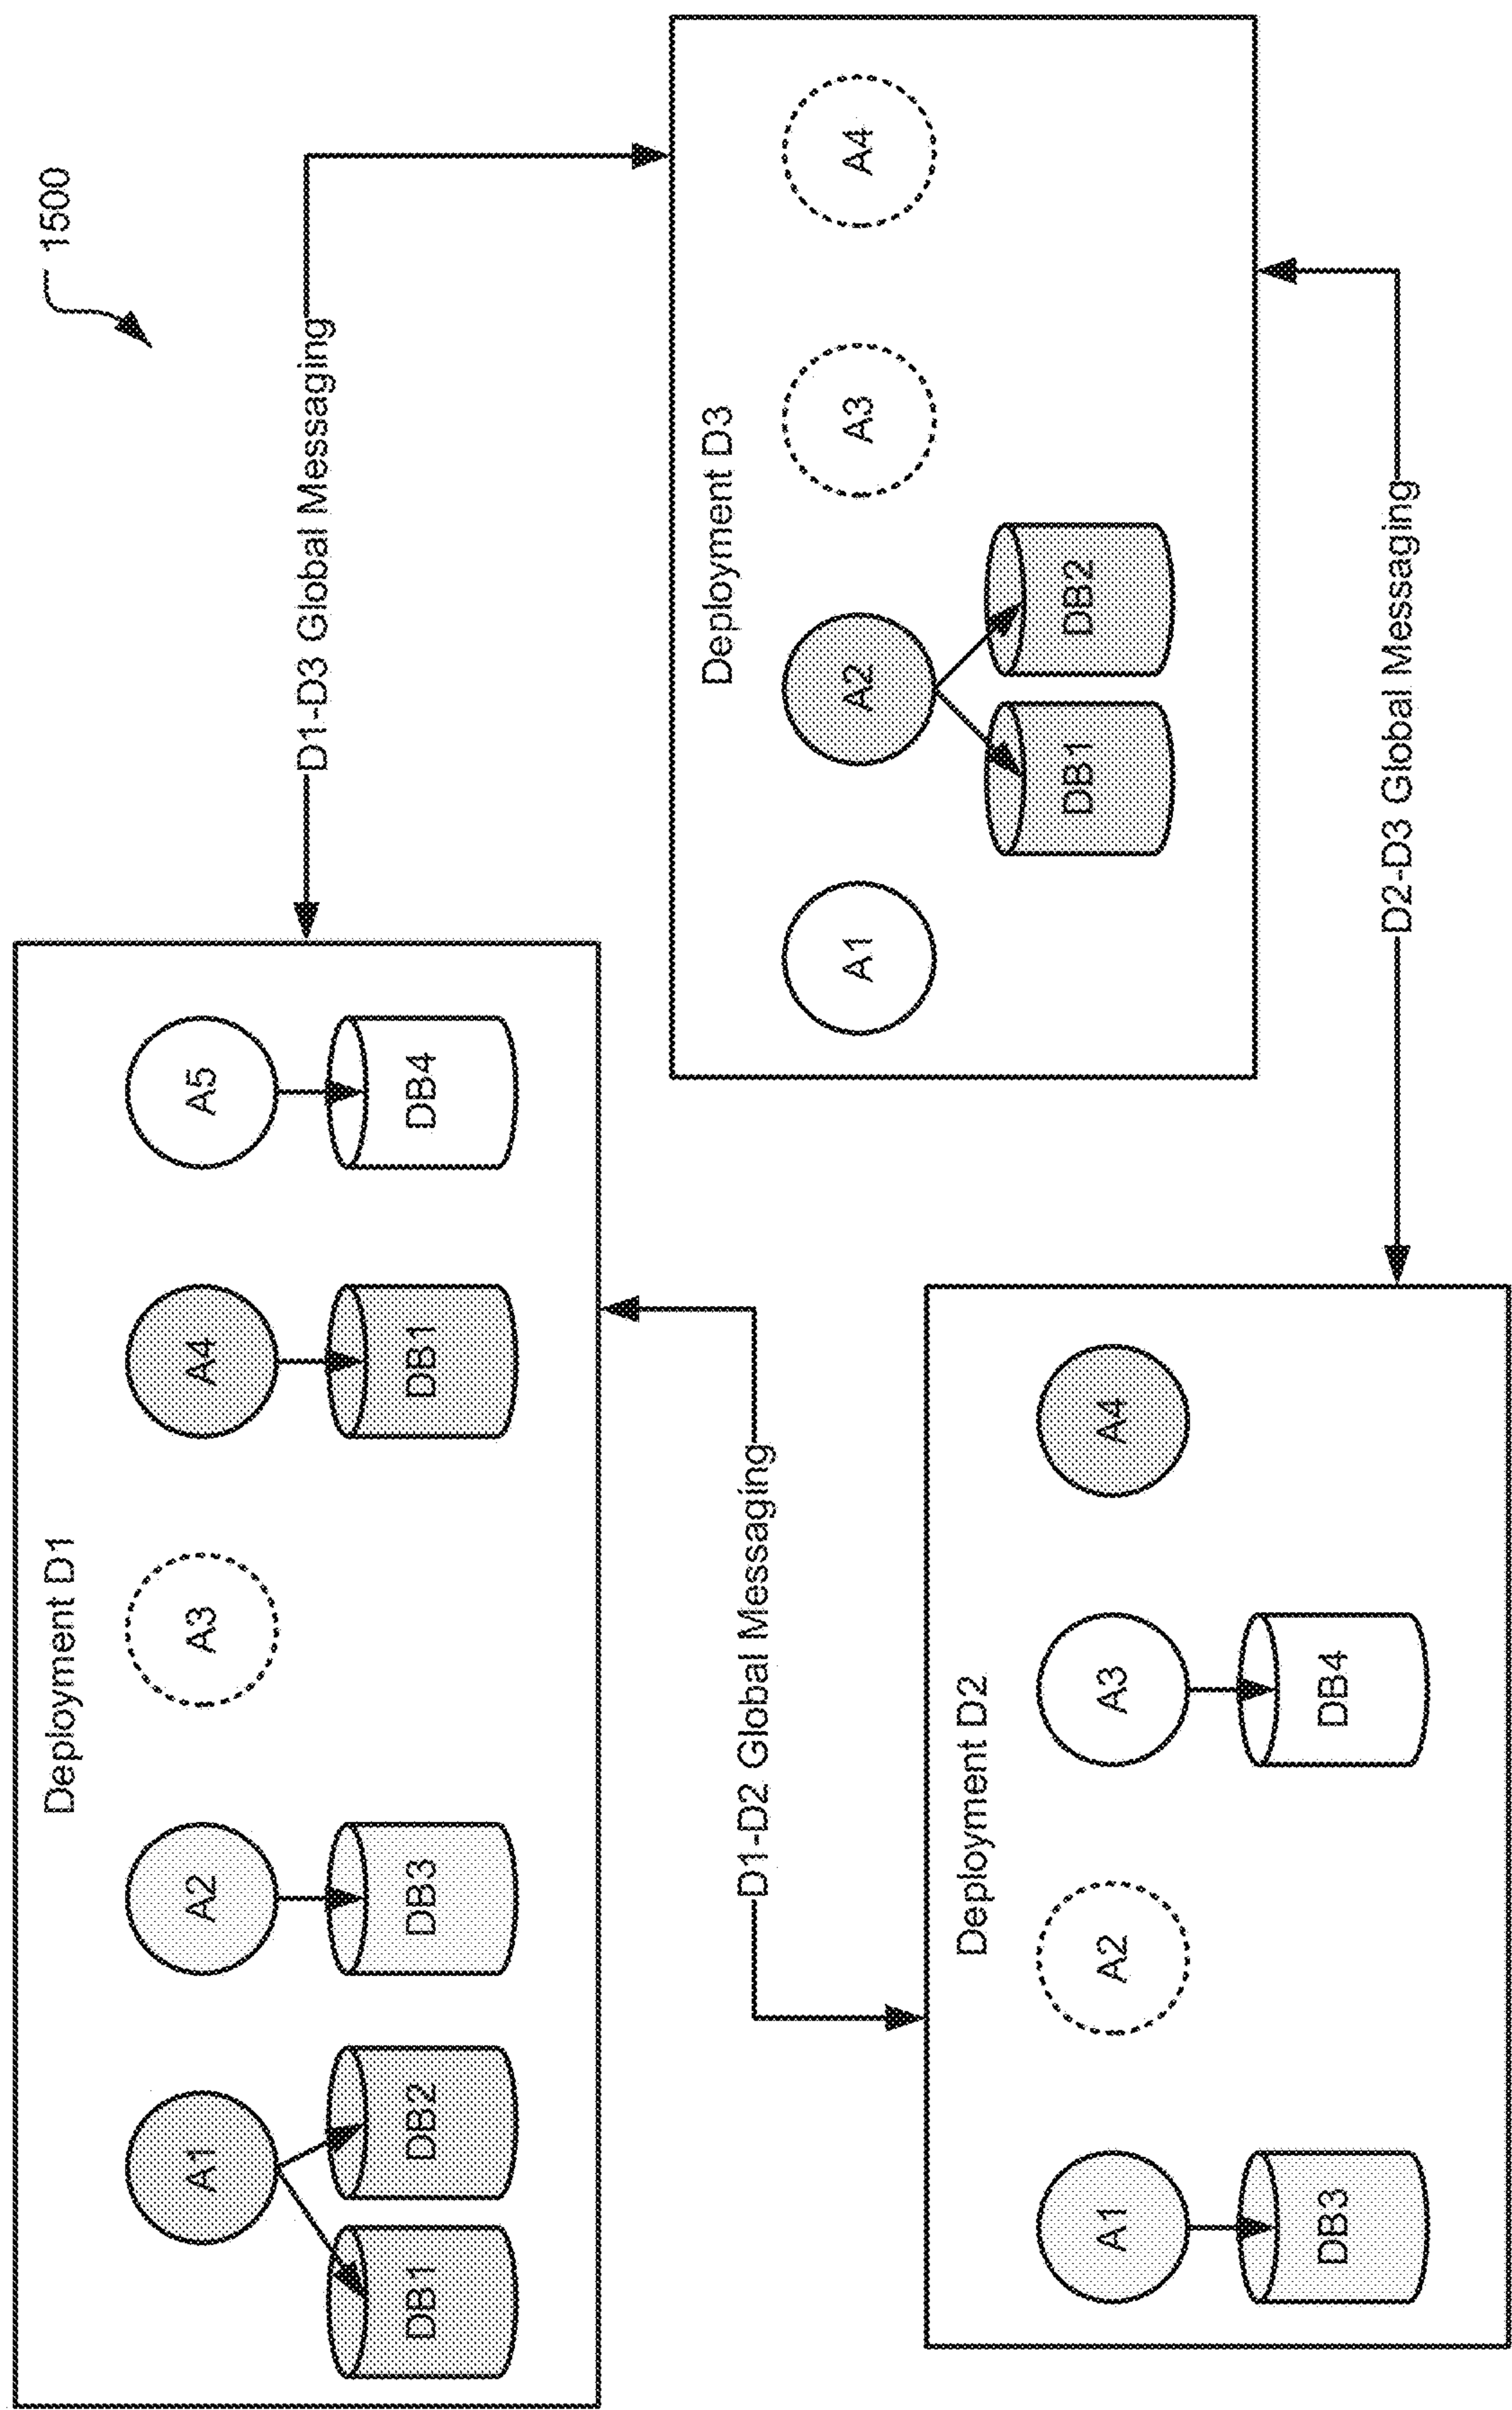 1500
Deployment D1
A1
A2
A3
A4
A5
DB1
DB2
DB3
DB1
DB4
D1-D3 Global Messaging
D1-D2 Global Messaging
Deployment D3
A1
A2
A3
A4
DB1
DB2
Deployment D2
A1
A2
A3
A4
DB3
DB4
D2-D3 Global Messaging